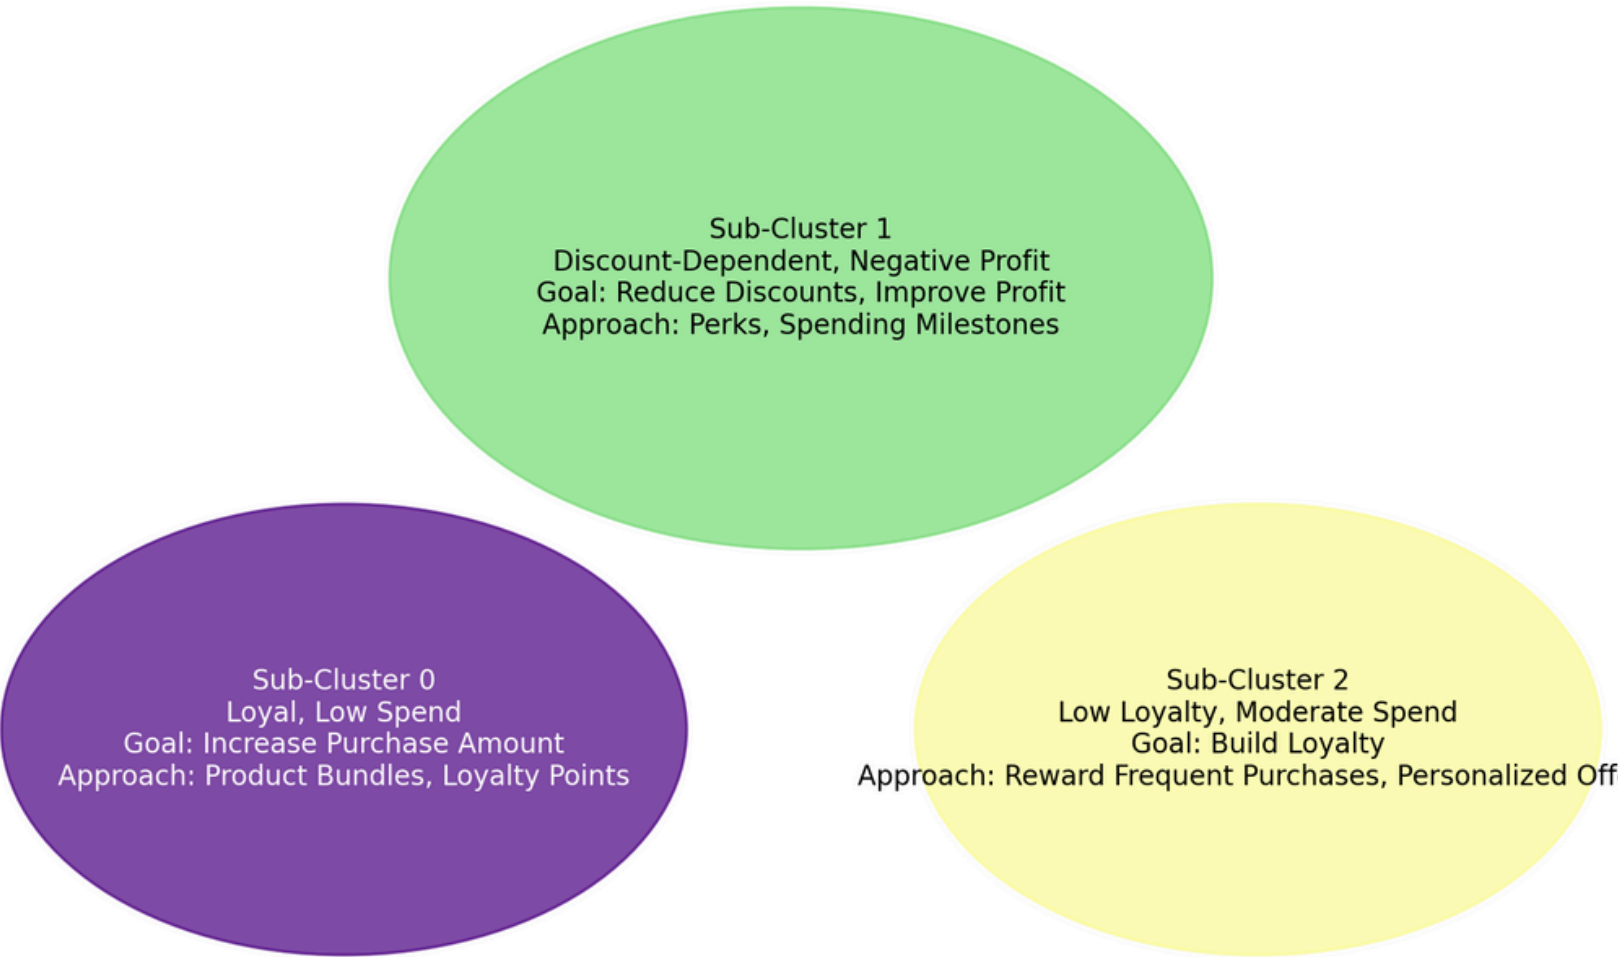 Sub-Cluster 1
Discount-Dependent, Negative Profit
Goal: Reduce Discounts, Improve Profit
Approach: Perks, Spending Milestones
Sub-Cluster 0
Loyal, Low Spend
Goal: Increase Purchase Amount
Approach: Product Bundles, Loyalty Points
Sub-Cluster 2
Low Loyalty, Moderate Spend
Goal: Build Loyalty
Approach: Reward Frequent Purchases, Personalized